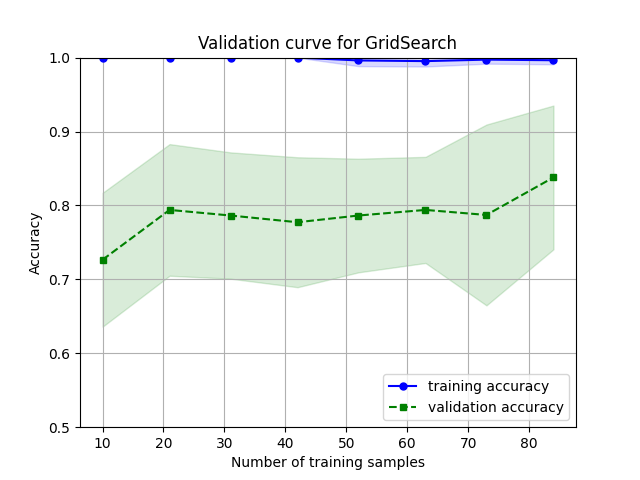 Validation curve for GridSearch
1.0
0.9
0.8
0.7
0.6
0.5
Accuracy
10 20 30 40 50 60 70 80
Number of training samples
training accuracy
validation accuracy